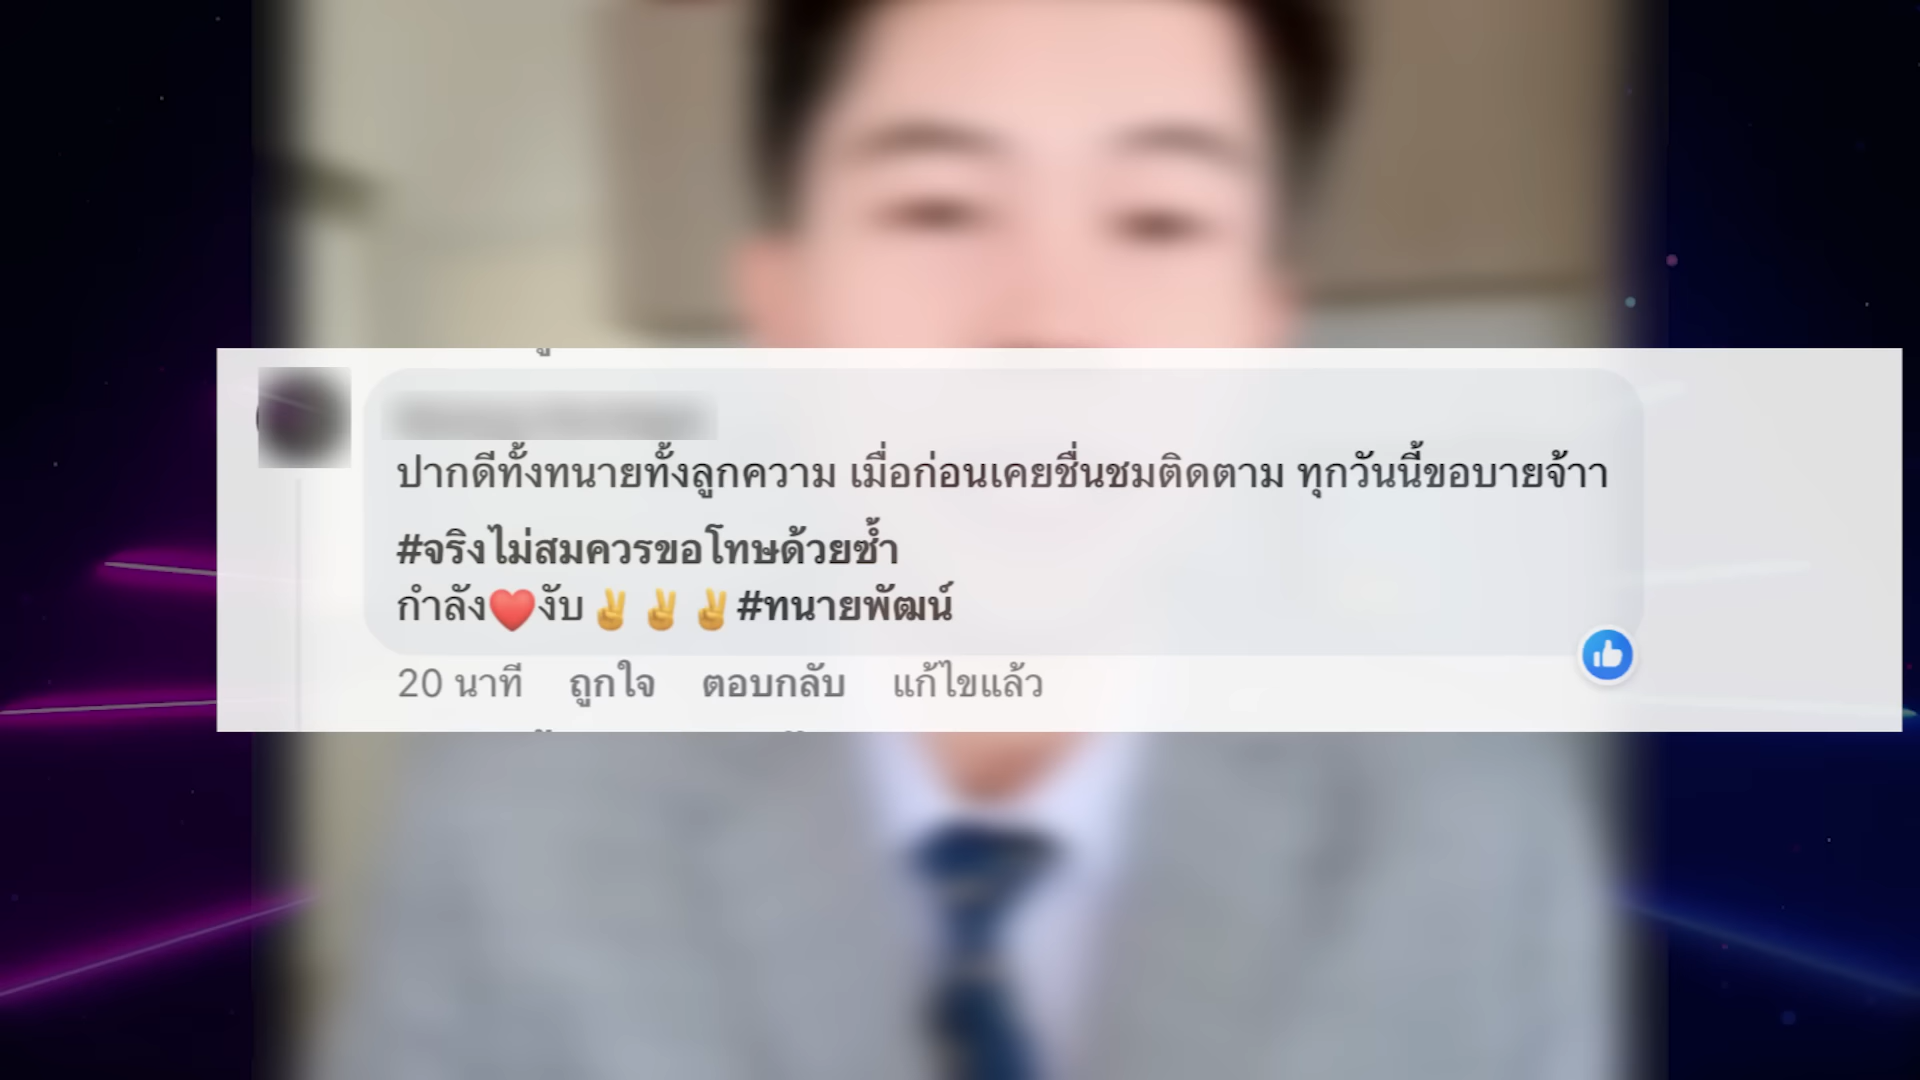 ปากดีทั้งทนายทั้งลูกความ เมื่อก่อนเคยชื่นชมติดตาม ทุกวันนี้ขอบายจ้าา
#จริงไม่สมควรขอโทษด้วยซ้ำ
กำลัง❤️งับ✌️✌️✌️#ทนายพัฒน์
20 นาที ถูกใจ ตอบกลับ แก้ไขแล้ว